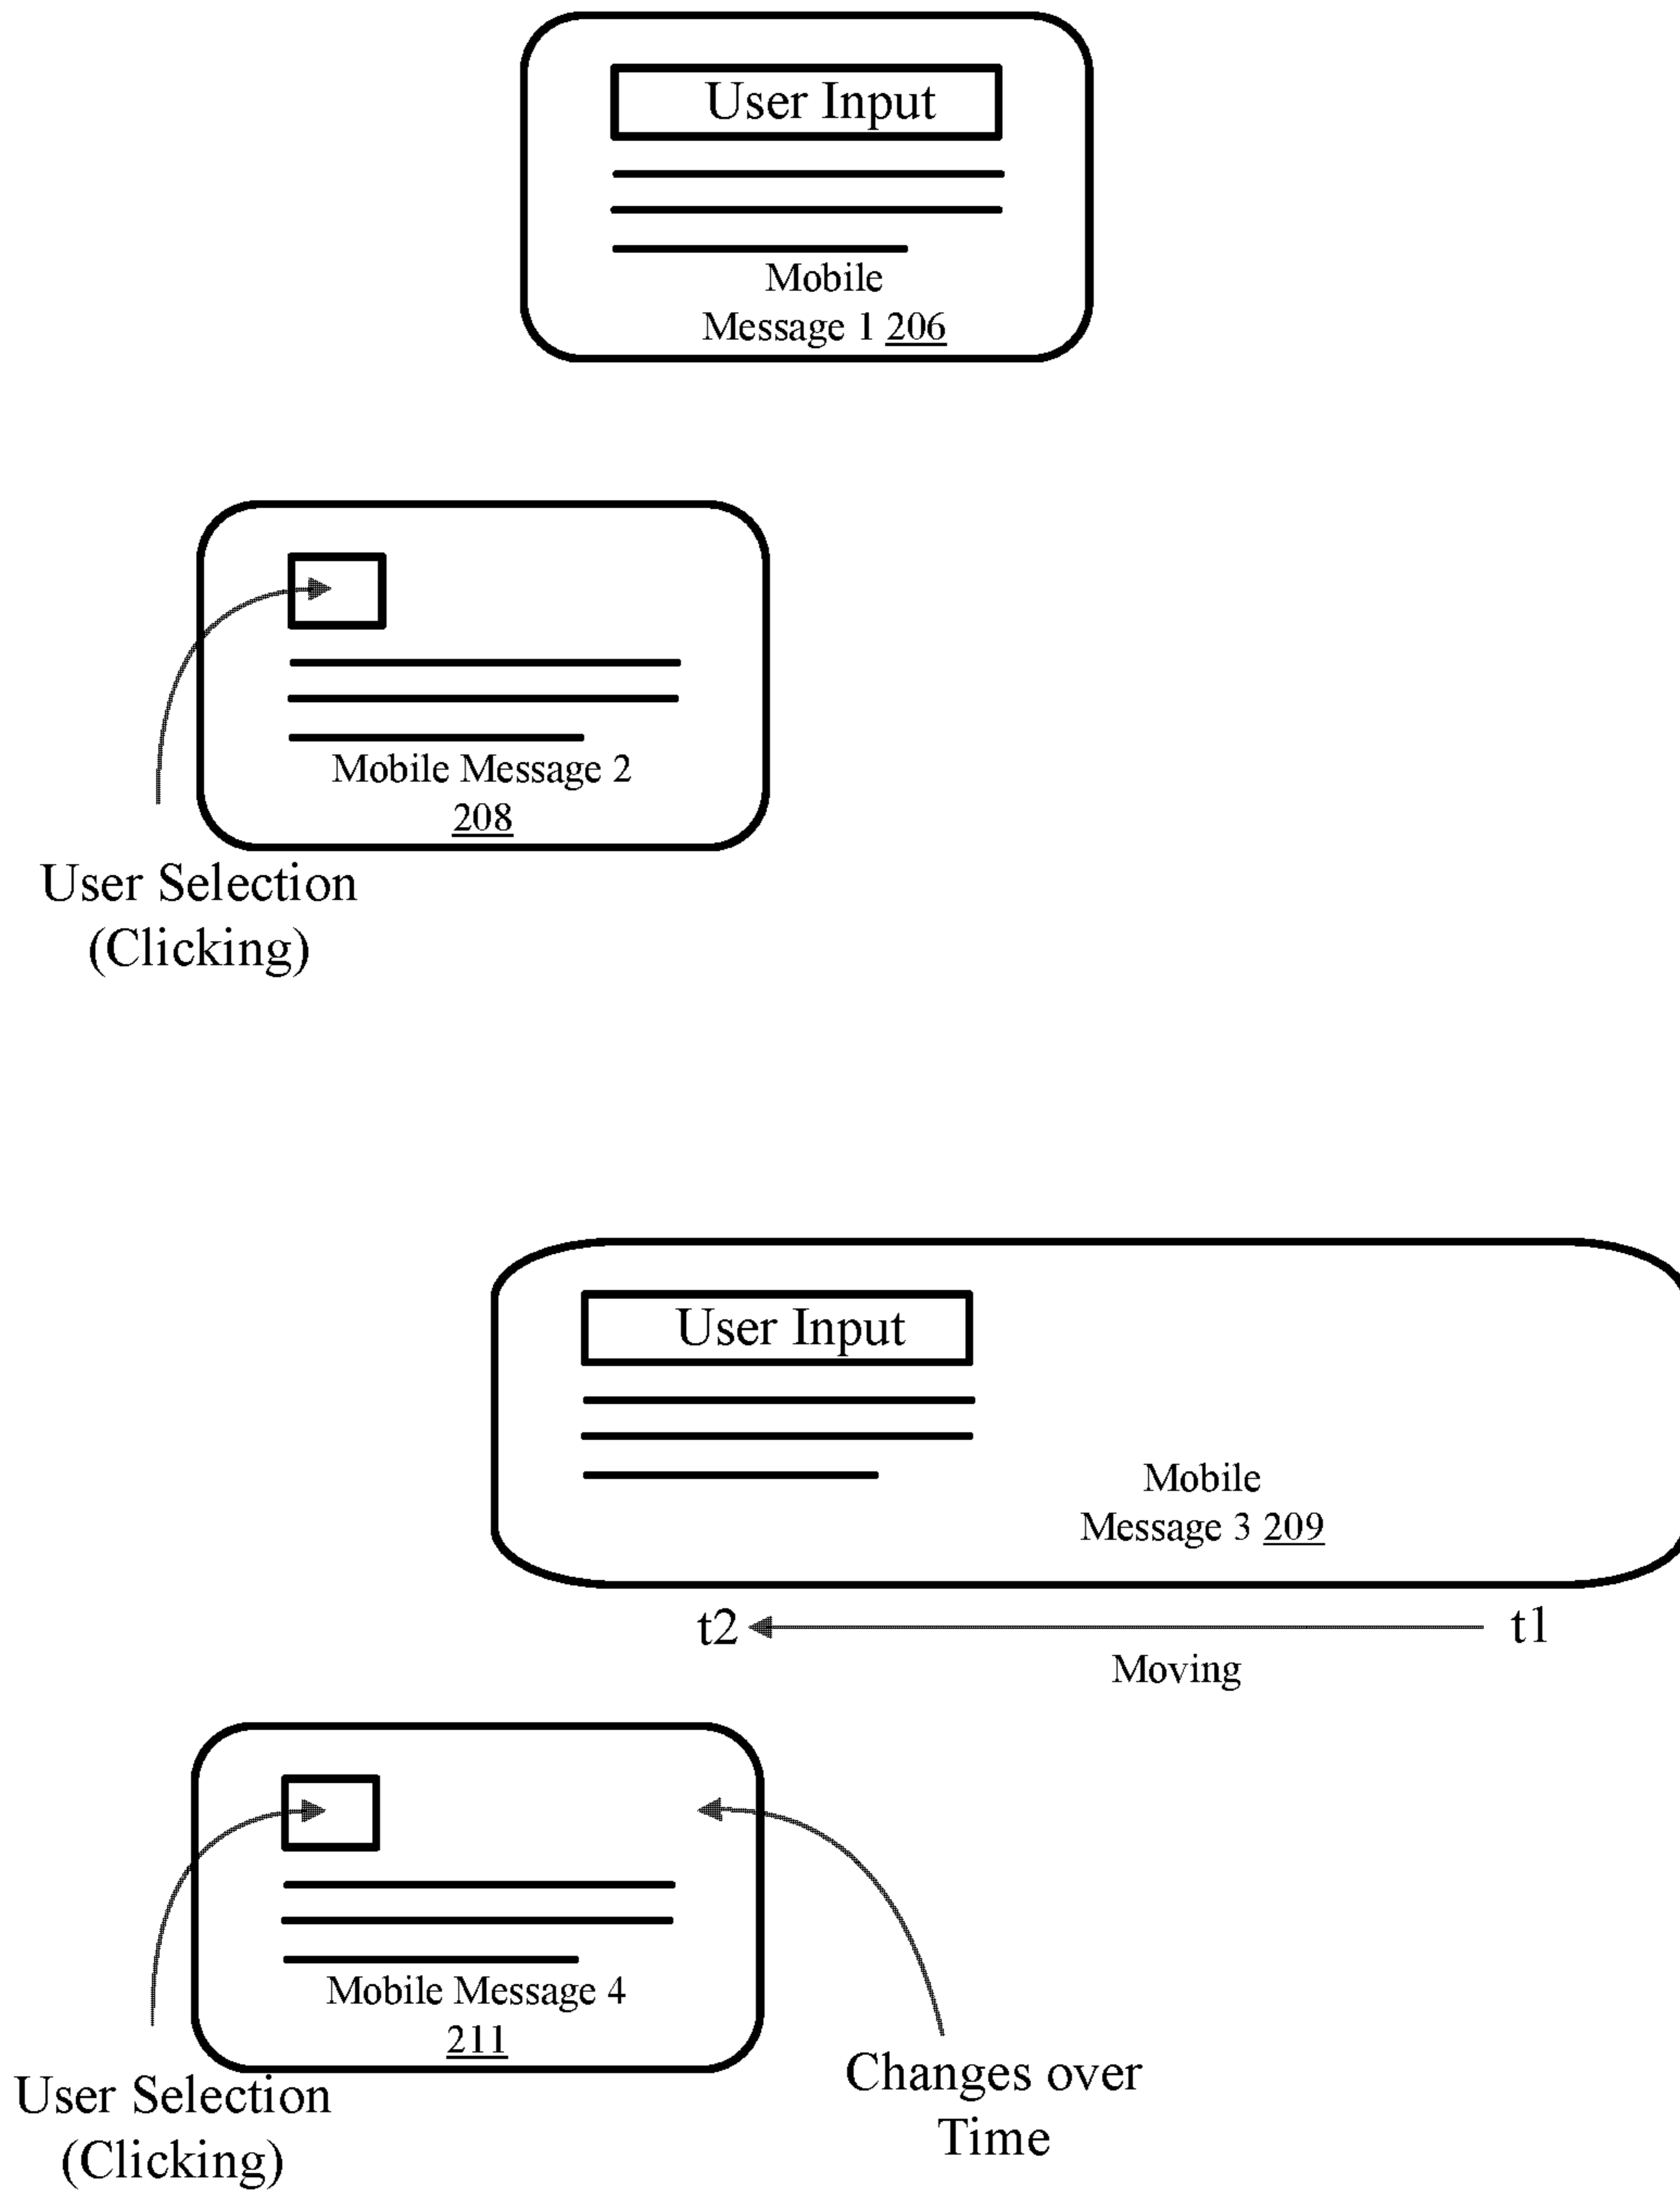 User Input
Mobile
Message 1 206
Mobile Message 2
208
User Selection
(Clicking)
User Input
Mobile
Message 3 209
t2
t1
Moving
Mobile Message 4
211
User Selection
(Clicking)
Changes over
Time